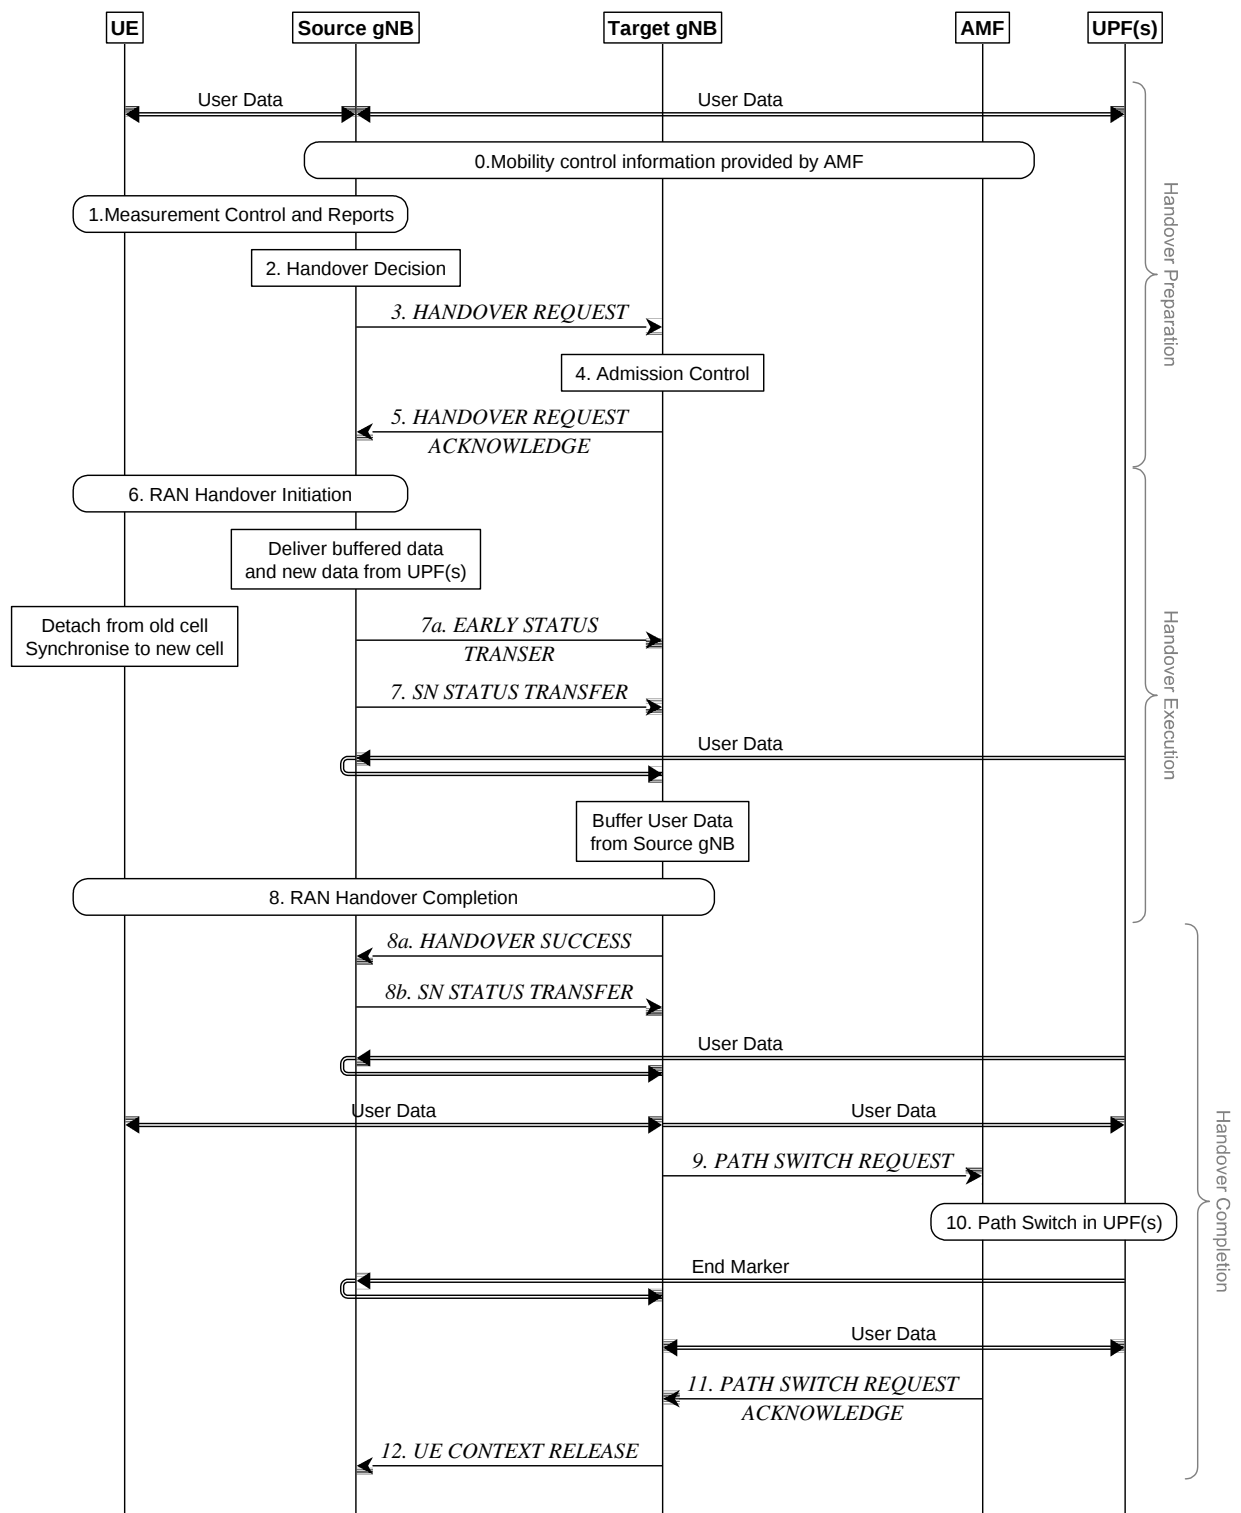 UE
Source gNB
Target gNB
AMF
UPF(s)
User Data
User Data
0.Mobility control information provided by AMF
1.Measurement Control and Reports
2. Handover Decision
3. HANDOVER REQUEST
4. Admission Control
5. HANDOVER REQUEST
ACKNOWLEDGE
Handover Preparation
6. RAN Handover Initiation
Deliver buffered data
and new data from UPF(s)
Detach from old cell
Synchronise to new cell
7a. EARLY STATUS
TRANSER
7. SN STATUS TRANSFER
User Data
Buffer User Data
from Source gNB
8. RAN Handover Completion
Handover Execution
8a. HANDOVER SUCCESS
8b. SN STATUS TRANSFER
User Data
User Data
User Data
9. PATH SWITCH REQUEST
10. Path Switch in UPF(s)
End Marker
User Data
11. PATH SWITCH REQUEST
ACKNOWLEDGE
12. UE CONTEXT RELEASE
Handover Completion